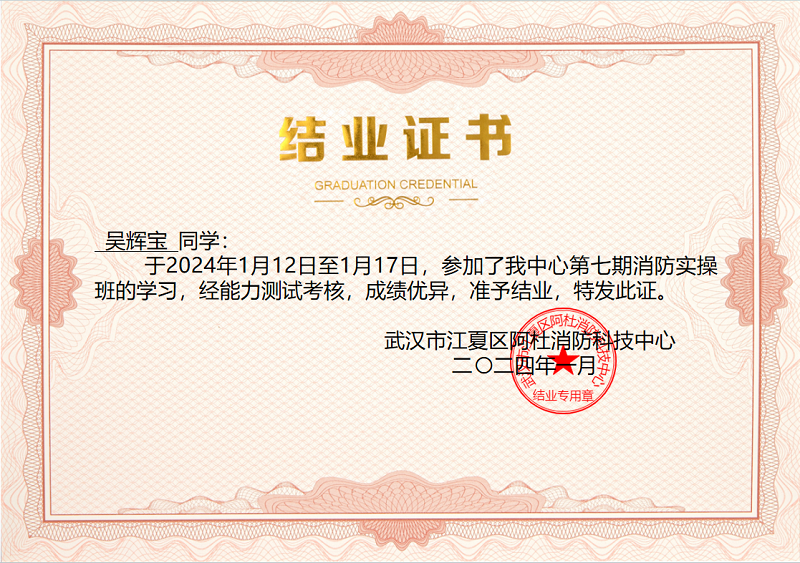 结业证书
GRADUATION CREDENTIAL
吴辉宝 同学：
于2024年1月12日至1月17日，参加了我中心第七期消防实操
班的学习，经能力测试考核，成绩优异，准予结业，特发此证。
武汉市江夏区阿杜消防科技中心
二〇二四年一月
武汉市江夏区阿杜消防科技中心
结业专用章